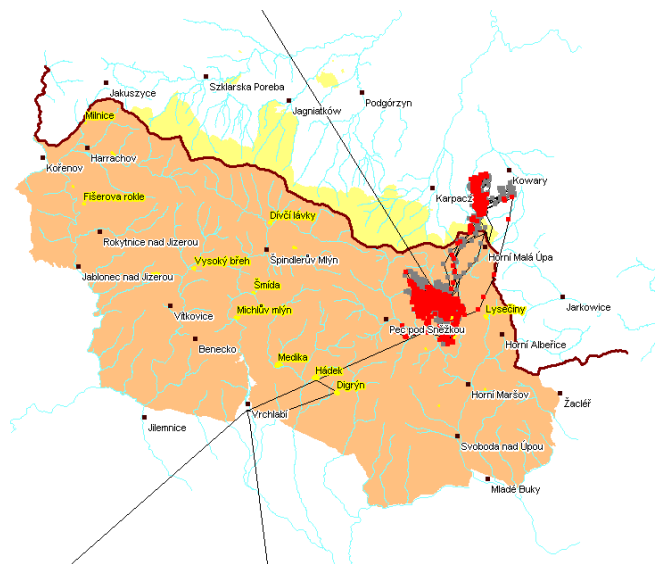 Szklarska Poreba
Jakuszyce
Podgórzyn
Jagniatków
Milnice
Harrachov
Kořenov
Kowary
Karpacz
Fišerova rokle
Dívčí lávky
Rokytnice nad Jizerou
Horní Malá Úpa
Špindlerův Mlýn
Vysoký břeh
Jablonec nad Jizerou
Šmída
Jarkowice
Vítkovice
Michlův mlýn
Lysečiny
Pec pod Sněžkou
Benecko
Horní Albeřice
Medika
Hádek
Digrýn
Horní Maršov
Žacléř
Vrchlabí
Jilemnice
Svoboda nad Úpou
Mladé Buky